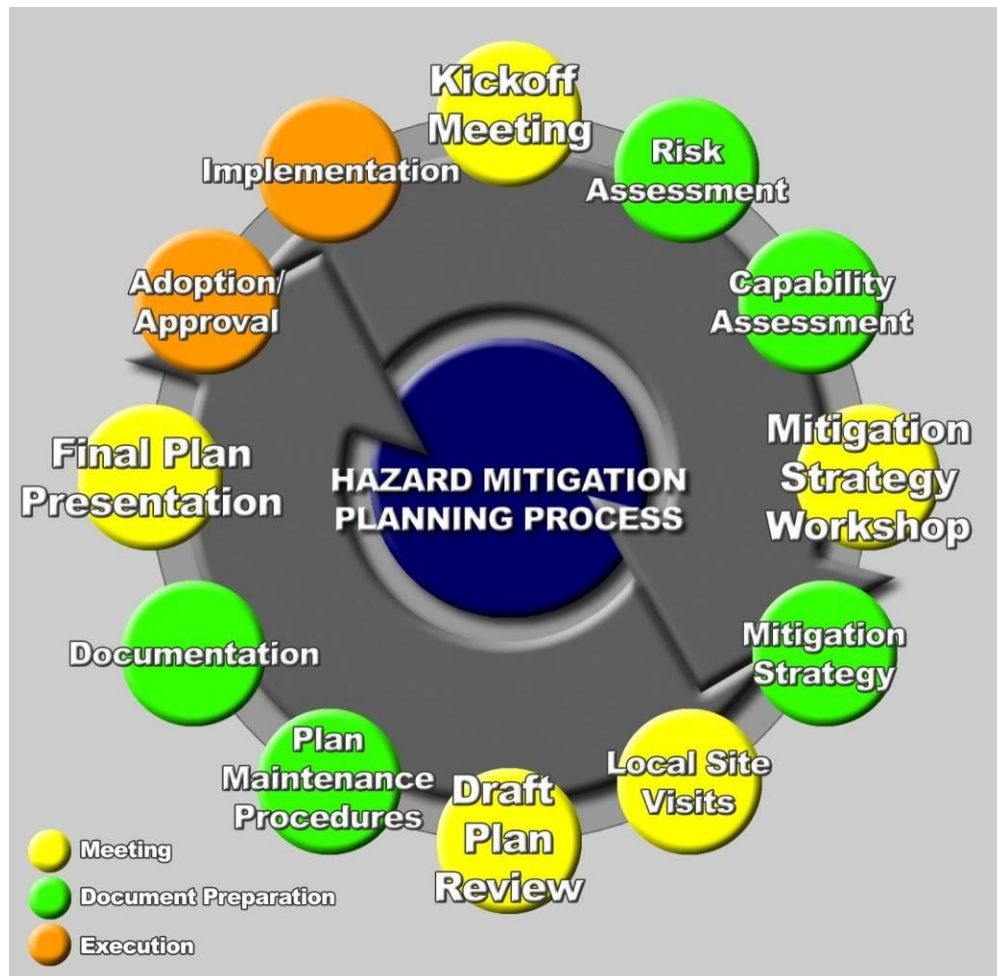 Kickoff
Meeting
Risk
Assessment
Capability
Assessment
Mitigation
Strategy
Workshop
Mitigation
Strategy
Local Site
Visits
Draft
Plan
Review
Plan
Maintenance
Procedures
Documentation
Final Plan
Presentation
Adoption/
Approval
Implementation
HAZARD MITIGATION
PLANNING PROCESS
Meeting
Document Preparation
Execution